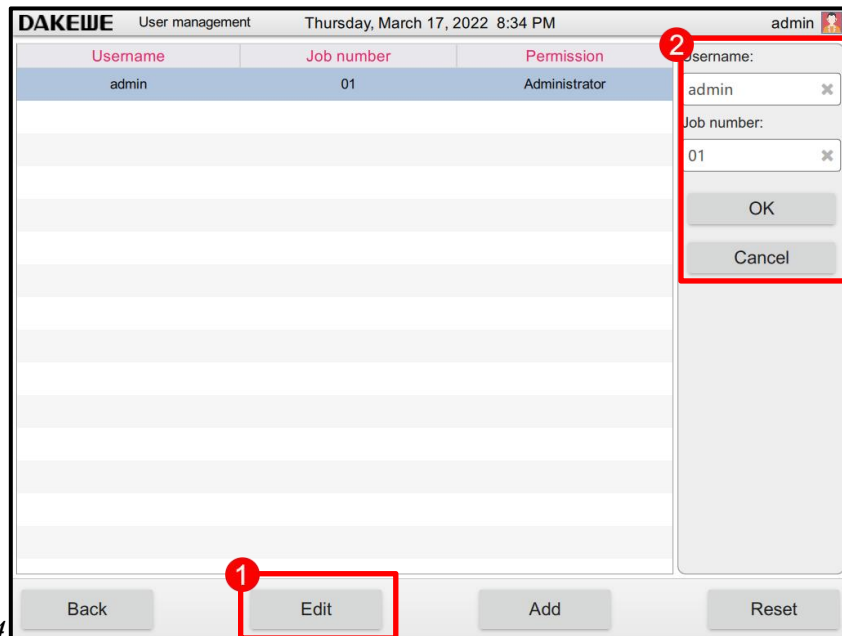 DAKEWE User management Thursday, March 17, 2022 8:34 PM admin
Username Job number Permission
admin 01 Administrator
2
Username:
admin
Job number:
01
OK
Cancel
1
Back Edit Add Reset